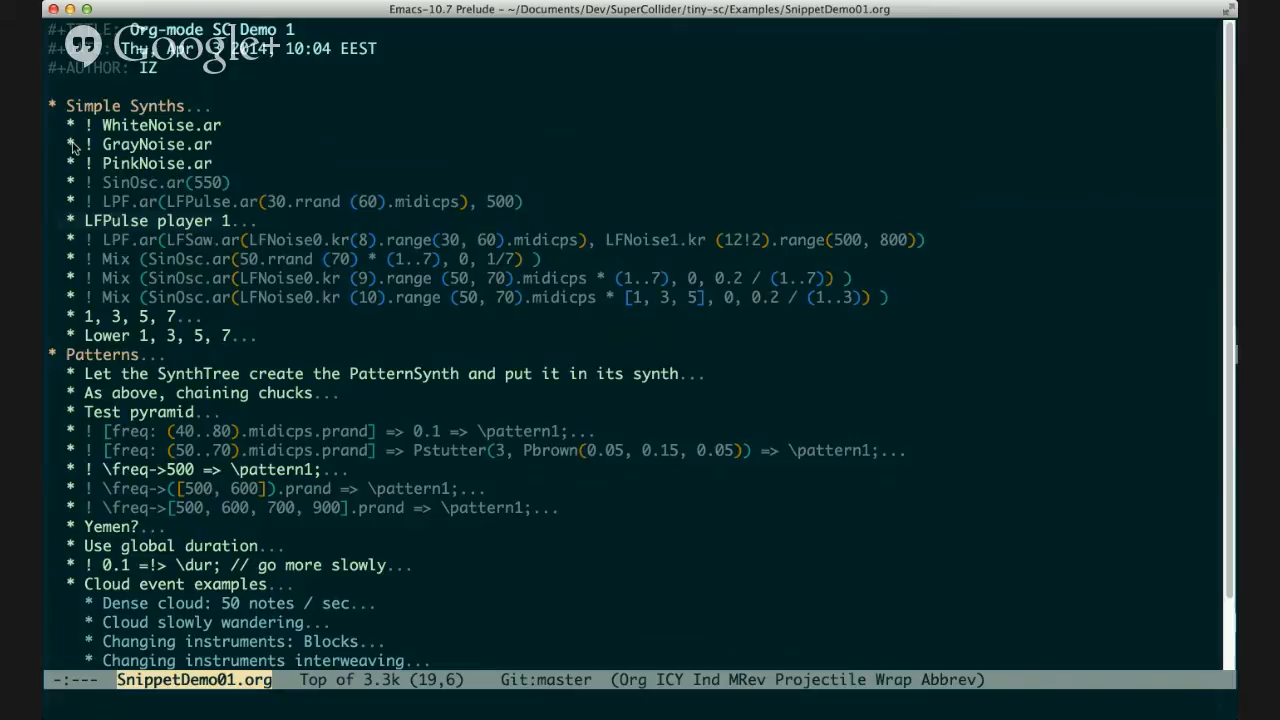 Emacs-10.7 Prelude - ~/Documents/Dev/SuperCollider/tiny-sc/Examples/SnippetDemo01.org
#+TITLE: Org-mode SC Demo 1
Google+
Thu, Apr 3 2014, 10:04 EEST
#+AUTHOR: IZ
* Simple Synths...
* ! WhiteNoise.ar
* ! GrayNoise.ar
* ! PinkNoise.ar
* ! SinOsc.ar(550)
* ! LPF.ar(LFPulse.ar(30.rrand (60).midicps), 500)
* LFPulse player 1...
* ! LPF.ar(LFSaw.ar(LFNoise0.kr(8).range(30, 60).midicps), LFNoise1.kr (12!2).range(500, 800))
* ! Mix (SinOsc.ar(50.rrand (70) * (1..7), 0, 1/7) )
* ! Mix (SinOsc.ar(LFNoise0.kr (9).range (50, 70).midicps * (1..7), 0, 0.2 / (1..7)) )
* ! Mix (SinOsc.ar(LFNoise0.kr (10).range (50, 70).midicps * [1, 3, 5], 0, 0.2 / (1..3)) )
* 1, 3, 5, 7...
* Lower 1, 3, 5, 7...
* Patterns...
* Let the SynthTree create the PatternSynth and put it in its synth...
* As above, chaining chucks...
* Test pyramid...
* ! [freq: (40..80).midicps.prand] => 0.1 => \pattern1;...
* ! [freq: (50..70).midicps.prand] => Pstutter(3, Pbrown(0.05, 0.15, 0.05)) => \pattern1;...
* ! \freq->500 => \pattern1;...
* ! \freq->([500, 600]).prand => \pattern1;...
* ! \freq->[500, 600, 700, 900].prand => \pattern1;...
* Yemen?...
* Use global duration...
* ! 0.1 =!> \dur; // go more slowly...
* Cloud event examples...
* Dense cloud: 50 notes / sec...
* Cloud slowly wandering...
* Changing instruments: Blocks...
* Changing instruments interweaving...
-:--- SnippetDemo01.org Top of 3.3k (19,6) Git:master (Org ICY Ind MRev Projectile Wrap Abbrev)